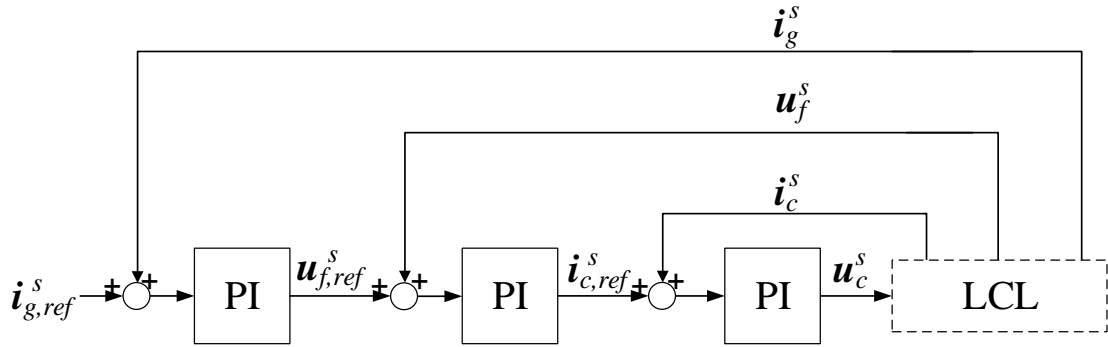 i_g^s
u_f^s
i_c^s
i_{g,ref}^s ± + PI u_{f,ref}^s ± + PI i_{c,ref}^s ± + PI u_c^s LCL